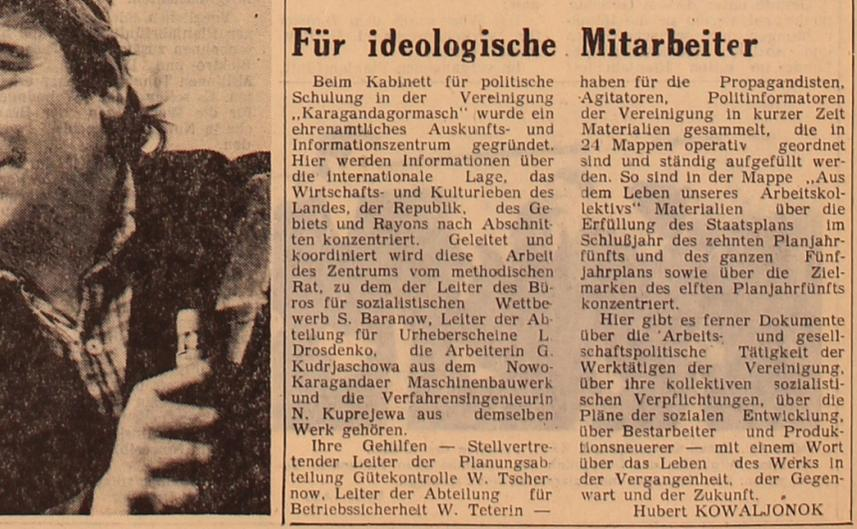 Für ideologische Mitarbeiter
Beim Kabinett für politische
Schulung in der Vereinigung
„Karagandagormasch" wurde ein
ehrenamtliches Auskunfts- und
Informationszentrum gegründet.
Hier werden Informationen über
die internationale Lage, das
Wirtschafts- und Kulturleben des
Landes, der Republik, des Ge-
biets und Rayons nach Abschnit-
ten konzentriert. Geleitet und
koordiniert wird diese Arbeit
des Zentrums vom methodischen
Rat, zu dem der Leiter des Bü-
ros für sozialistischen Wettbe-
werb S. Baranow, Leiter der Ab-
teilung für Urheberscheine L.
Drosdenko, die Arbeiterin G.
Kudrjaschowa aus dem Nowo-
Karagandaer Maschinenbauwerk
und die Verfahrensingenieurin
N. Kuprejewa aus demselben
Werk gehören.
Ihre Gehilfen — Stellvertre-
tender Leiter der Planungsab-
teilung Gütekontrolle W. Tscher-
now, Leiter der Abteilung für
Betriebssicherheit W. Teterin —
haben für die Propagandisten,
Agitatoren, Politinformatoren
der Vereinigung in kurzer Zeit
Materialien gesammelt, die in
24 Mappen operativ geordnet
sind und ständig aufgefüllt wer-
den. So sind in der Mappe „Aus
dem Leben unseres Arbeitskol-
lektivs" Materialien über die
Erfüllung des Staatsplans im
Schlußjahr des zehnten Planjahr-
fünfts und des ganzen Fünf-
jahrplans sowie über die Ziel-
marken des elften Planjahrfünfts
konzentriert.
Hier gibt es ferner Dokumente
über die Arbeits- und gesell-
schaftspolitische Tätigkeit der
Werktätigen der Vereinigung,
über ihre kollektiven sozialisti-
schen Verpflichtungen, über die
Pläne der sozialen Entwicklung,
über Bestarbeiter und Produk-
tionsneuerer — mit einem Wort
über das Leben des Werks in
der Vergangenheit, der Gegen-
wart und der Zukunft.
Hubert KOWALJONOK